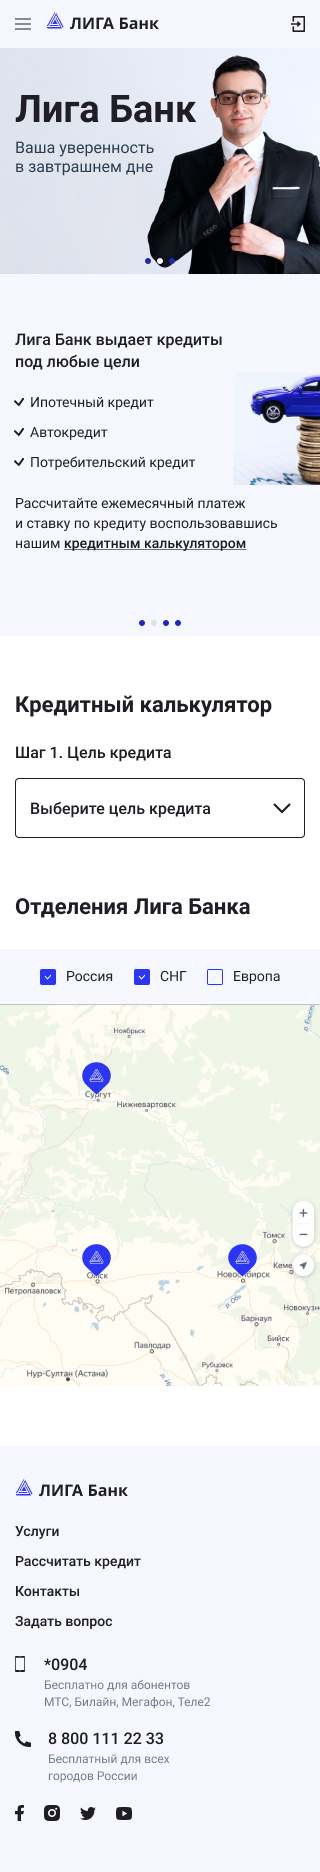 ЛИГА Банк
Лига Банк
Ваша уверенность
в завтрашнем дне
Лига Банк выдает кредиты
под любые цели
Ипотечный кредит
Автокредит
Потребительский кредит
Рассчитайте ежемесячный платеж
и ставку по кредиту воспользовавшись
нашим кредитным калькулятором
Кредитный калькулятор
Шаг 1. Цель кредита
Выберите цель кредита
Отделения Лига Банка
Россия СНГ Европа
Ноябрьск
Сургут
Нижневартовск
Томск
Омск
Новосибирск
Кеме
Петропавловск
р. Обь
Новокузн
Барнаул
Бийск
Павлодар
Рубцовск
Нур-Султан (Астана)
ЛИГА Банк
Услуги
Рассчитать кредит
Контакты
Задать вопрос
*0904
Бесплатно для абонентов
МТС, Билайн, Мегафон, Теле2
8 800 111 22 33
Бесплатный для всех
городов России